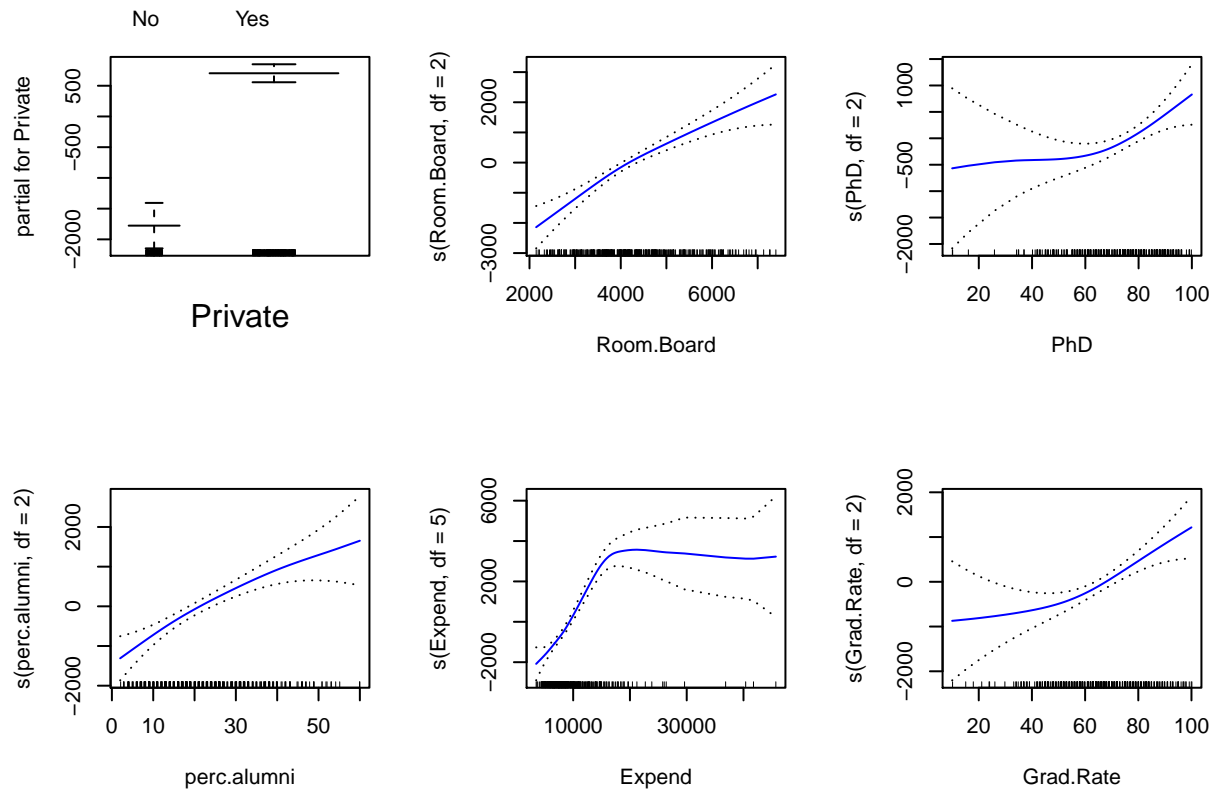 No Yes
partial for Private
500
−500
−2000
Private
s(Room.Board, df = 2)
2000
0
−3000
2000 4000 6000
Room.Board
s(PhD, df = 2)
1000
−500
−2000
20 40 60 80 100
PhD
s(perc.alumni, df = 2)
2000
0
−2000
0 10 30 50
perc.alumni
s(Expend, df = 5)
6000
2000
−2000
10000 30000
Expend
s(Grad.Rate, df = 2)
2000
0
−2000
20 40 60 80 100
Grad.Rate